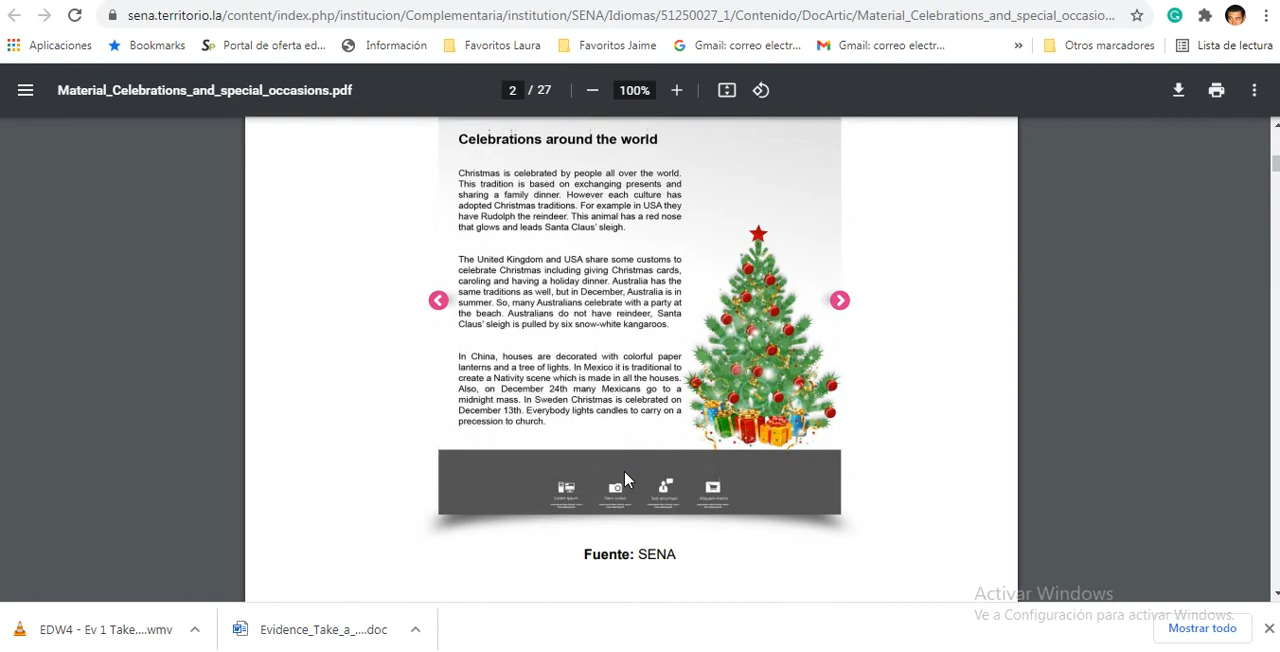 sena.territorio.la/content/index.php/institucion/Complementaria/institution/SENA/Idiomas/51250027_1/Contenido/DocArtic/Material_Celebrations_and_special_occasio...
Aplicaciones Bookmarks Portal de oferta ed... Información Favoritos Laura Favoritos Jaime Gmail: correo electr... Gmail: correo electr... » Otros marcadores Lista de lectura
Material_Celebrations_and_special_occasions.pdf 2 / 27 100%
Celebrations around the world
Christmas is celebrated by people all over the world.
This tradition is based on exchanging presents and
sharing a family dinner. However each culture has
adopted Christmas traditions. For example in USA they
have Rudolph the reindeer. This animal has a red nose
that glows and leads Santa Claus' sleigh.
The United Kingdom and USA share some customs to
celebrate Christmas including giving Christmas cards,
caroling and having a holiday dinner. Australia has the
same traditions as well, but in December, Australia is in
summer. So, many Australians celebrate with a party at
the beach. Australians do not have reindeer, Santa
Claus' sleigh is pulled by six snow-white kangaroos.
In China, houses are decorated with colorful paper
lanterns and a tree of lights. In Mexico it is traditional to
create a Nativity scene which is made in all the houses.
Also, on December 24th many Mexicans go to a
midnight mass. In Sweden Christmas is celebrated on
December 13th. Everybody lights candles to carry on a
precession to church.
Fuente: SENA
Activar Windows
Ve a Configuración para activar Windows.
EDW4 - Ev 1 Take....wmv Evidence_Take_a_....doc Mostrar todo